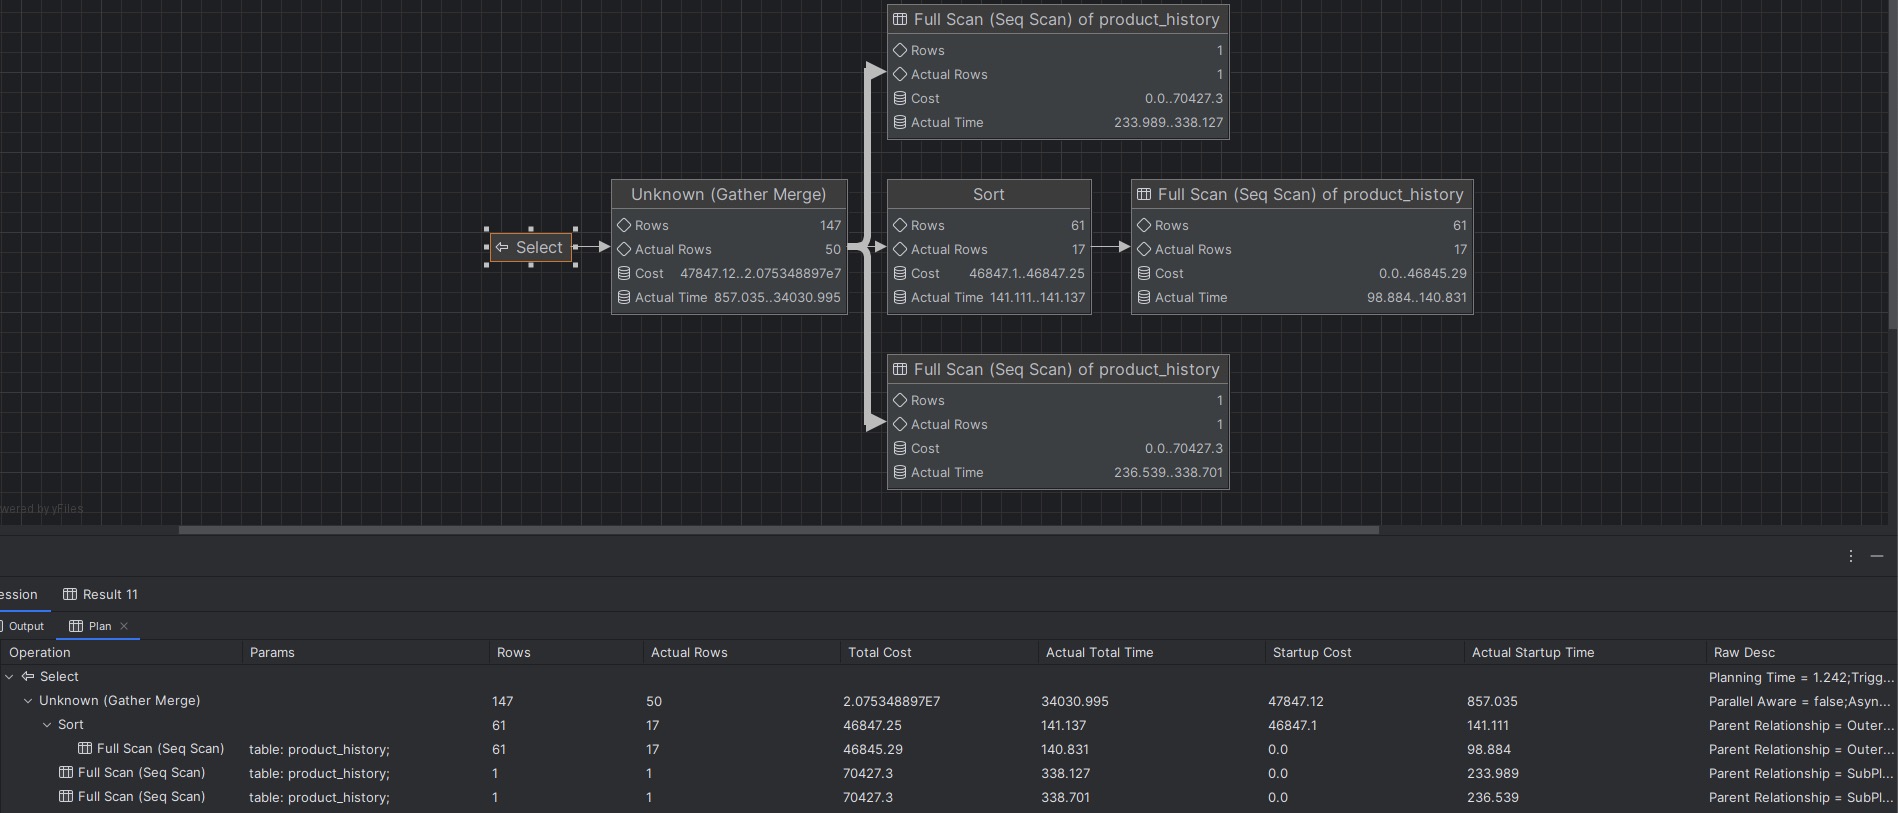 Full Scan (Seq Scan) of product_history
Rows 1
Actual Rows 1
Cost 0.0..70427.3
Actual Time 233.989..338.127
Select
Unknown (Gather Merge)
Rows 147
Actual Rows 50
Cost 47847.12..2.075348897e7
Actual Time 857.035..34030.995
Sort
Rows 61
Actual Rows 17
Cost 46847.1..46847.25
Actual Time 141.111..141.137
Full Scan (Seq Scan) of product_history
Rows 61
Actual Rows 17
Cost 0.0..46845.29
Actual Time 98.884..140.831
Full Scan (Seq Scan) of product_history
Rows 1
Actual Rows 1
Cost 0.0..70427.3
Actual Time 236.539..338.701
wered by yFiles
ession Result 11
Output Plan
Operation Params Rows Actual Rows Total Cost Actual Total Time Startup Cost Actual Startup Time Raw Desc
Select Planning Time = 1.242;Trigg...
Unknown (Gather Merge) 147 50 2.075348897E7 34030.995 47847.12 857.035 Parallel Aware = false;Asyn...
Sort 61 17 46847.25 141.137 46847.1 141.111 Parent Relationship = Outer...
Full Scan (Seq Scan) table: product_history; 61 17 46845.29 140.831 0.0 98.884 Parent Relationship = Outer...
Full Scan (Seq Scan) table: product_history; 1 1 70427.3 338.127 0.0 233.989 Parent Relationship = SubPl...
Full Scan (Seq Scan) table: product_history; 1 1 70427.3 338.701 0.0 236.539 Parent Relationship = SubPl...